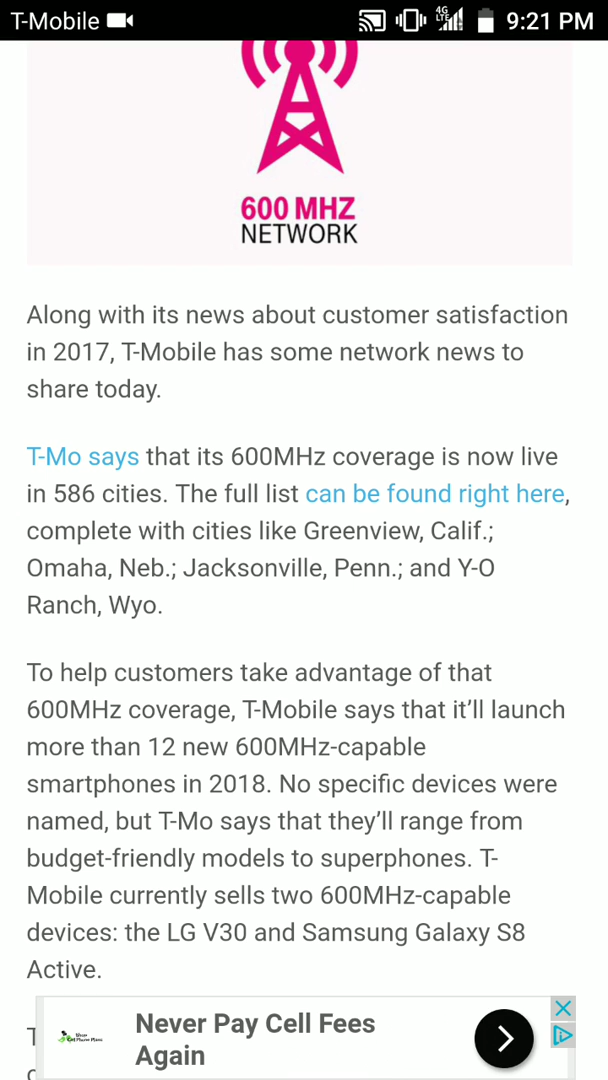 T-Mobile 4G LTE 9:21 PM
600 MHZ
NETWORK
Along with its news about customer satisfaction
in 2017, T-Mobile has some network news to
share today.
T-Mo says that its 600MHz coverage is now live
in 586 cities. The full list can be found right here,
complete with cities like Greenview, Calif.;
Omaha, Neb.; Jacksonville, Penn.; and Y-O
Ranch, Wyo.
To help customers take advantage of that
600MHz coverage, T-Mobile says that it’ll launch
more than 12 new 600MHz-capable
smartphones in 2018. No specific devices were
named, but T-Mo says that they’ll range from
budget-friendly models to superphones. T-
Mobile currently sells two 600MHz-capable
devices: the LG V30 and Samsung Galaxy S8
Active.
Never Pay Cell Fees
Again